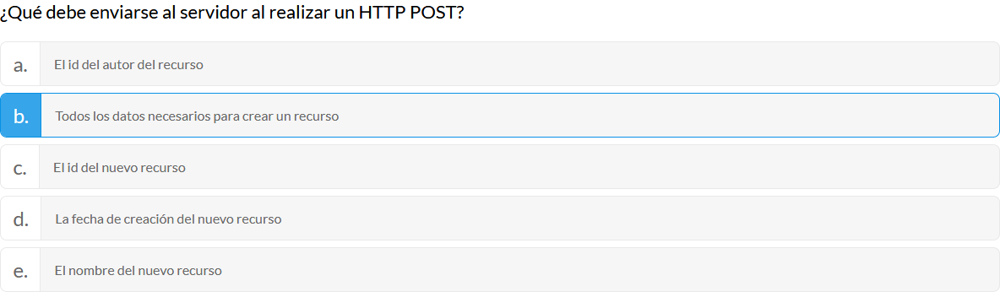 ¿Qué debe enviarse al servidor al realizar un HTTP POST?
a. El id del autor del recurso
b. Todos los datos necesarios para crear un recurso
c. El id del nuevo recurso
d. La fecha de creación del nuevo recurso
e. El nombre del nuevo recurso